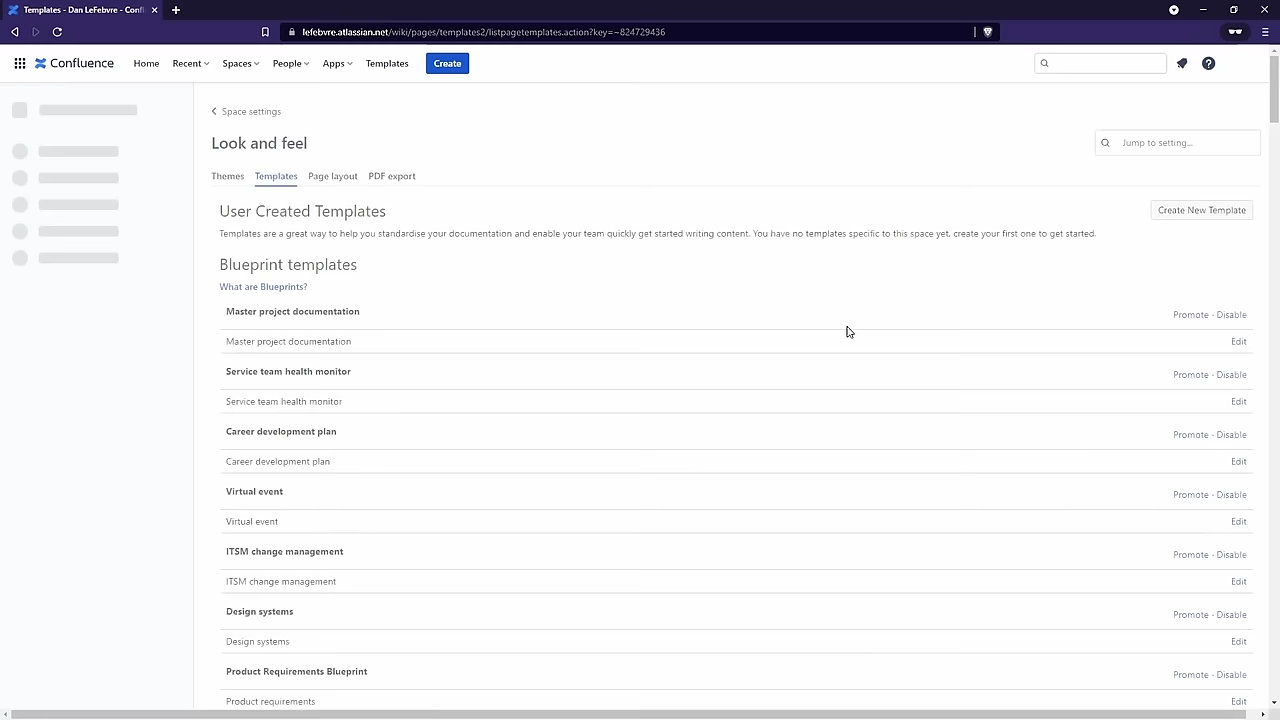 Templates - Dan LeFebvre - Confl
lefebvre.atlassian.net/wiki/pages/templates2/listpagetemplates.action?key=~824729436
Confluence Home Recent Spaces People Apps Templates Create
Space settings
Look and feel
Jump to setting...
Themes Templates Page layout PDF export
User Created Templates Create New Template
Templates are a great way to help you standardise your documentation and enable your team quickly get started writing content. You have no templates specific to this space yet, create your first one to get started.
Blueprint templates
What are Blueprints?
Master project documentation Promote - Disable
Master project documentation Edit
Service team health monitor Promote - Disable
Service team health monitor Edit
Career development plan Promote - Disable
Career development plan Edit
Virtual event Promote - Disable
Virtual event Edit
ITSM change management Promote - Disable
ITSM change management Edit
Design systems Promote - Disable
Design systems Edit
Product Requirements Blueprint Promote - Disable
Product requirements Edit